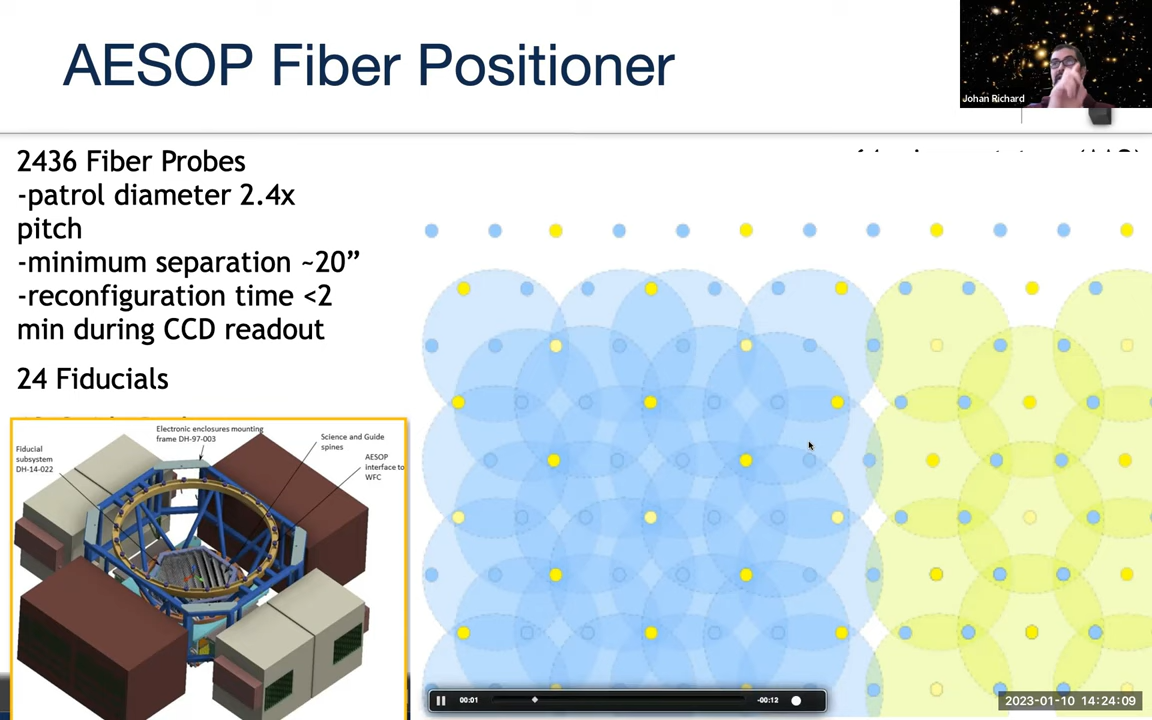 AESOP Fiber Positioner
Johan Richard
2436 Fiber Probes
-patrol diameter 2.4x
pitch
-minimum separation ~20”
-reconfiguration time <2
min during CCD readout
24 Fiducials
Electronic enclosures mounting
frame DH-97-003
Fiducial
subsystem
DH-14-022
Science and Guide
spines
AESOP
interface to
WFC
00:01
-00:12
2023-01-10 14:24:09